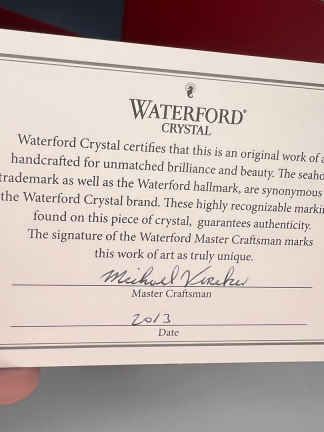 WATERFORD®
CRYSTAL
Waterford Crystal certifies that this is an original work of a
handcrafted for unmatched brilliance and beauty. The seaho
trademark as well as the Waterford hallmark, are synonymous
the Waterford Crystal brand. These highly recognizable marki
found on this piece of crystal, guarantees authenticity.
The signature of the Waterford Master Craftsman marks
this work of art as truly unique.
Michael Vereker
Master Craftsman
2013
Date